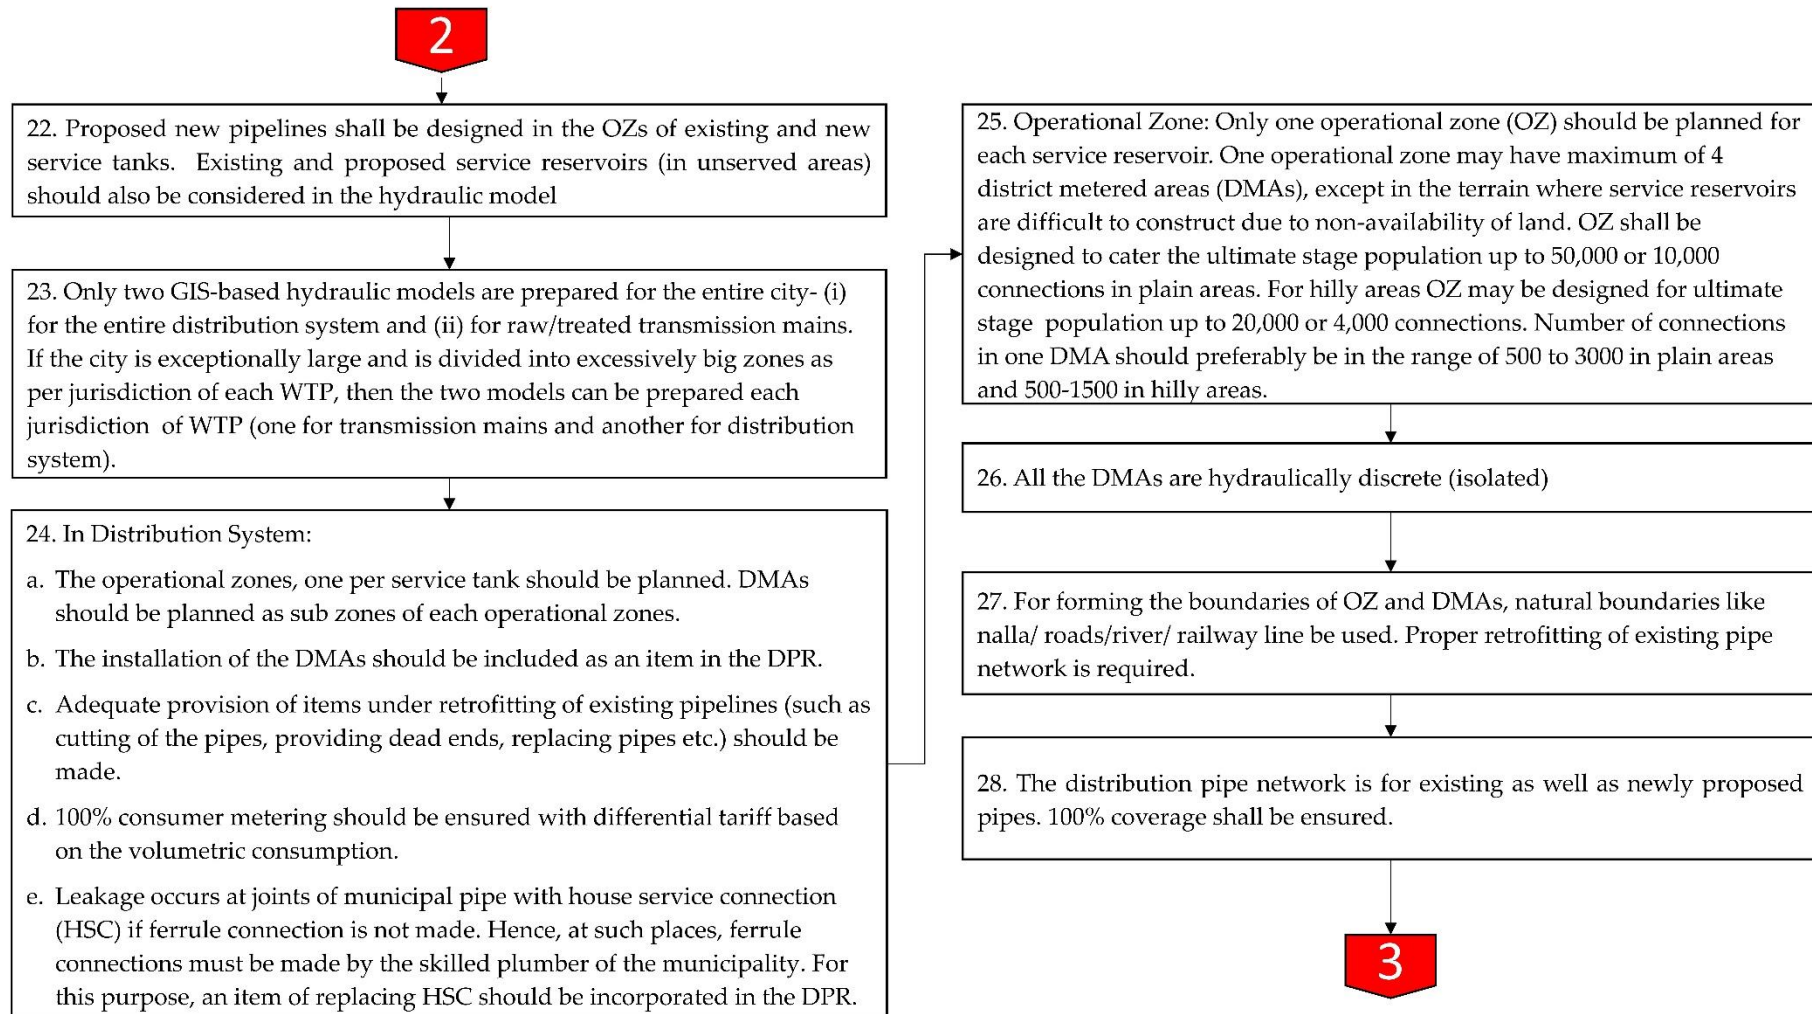 2
22. Proposed new pipelines shall be designed in the OZs of existing and new
service tanks. Existing and proposed service reservoirs (in unserved areas)
should also be considered in the hydraulic model
23. Only two GIS-based hydraulic models are prepared for the entire city- (i)
for the entire distribution system and (ii) for raw/treated transmission mains.
If the city is exceptionally large and is divided into excessively big zones as
per jurisdiction of each WTP, then the two models can be prepared each
jurisdiction of WTP (one for transmission mains and another for distribution
system).
24. In Distribution System:
a. The operational zones, one per service tank should be planned. DMAs
should be planned as sub zones of each operational zones.
b. The installation of the DMAs should be included as an item in the DPR.
c. Adequate provision of items under retrofitting of existing pipelines (such as
cutting of the pipes, providing dead ends, replacing pipes etc.) should be
made.
d. 100% consumer metering should be ensured with differential tariff based
on the volumetric consumption.
e. Leakage occurs at joints of municipal pipe with house service connection
(HSC) if ferrule connection is not made. Hence, at such places, ferrule
connections must be made by the skilled plumber of the municipality. For
this purpose, an item of replacing HSC should be incorporated in the DPR.
25. Operational Zone: Only one operational zone (OZ) should be planned for
each service reservoir. One operational zone may have maximum of 4
district metered areas (DMAs), except in the terrain where service reservoirs
are difficult to construct due to non-availability of land. OZ shall be
designed to cater the ultimate stage population up to 50,000 or 10,000
connections in plain areas. For hilly areas OZ may be designed for ultimate
stage population up to 20,000 or 4,000 connections. Number of connections
in one DMA should preferably be in the range of 500 to 3000 in plain areas
and 500-1500 in hilly areas.
26. All the DMAs are hydraulically discrete (isolated)
27. For forming the boundaries of OZ and DMAs, natural boundaries like
nalla/ roads/river/ railway line be used. Proper retrofitting of existing pipe
network is required.
28. The distribution pipe network is for existing as well as newly proposed
pipes. 100% coverage shall be ensured.
3